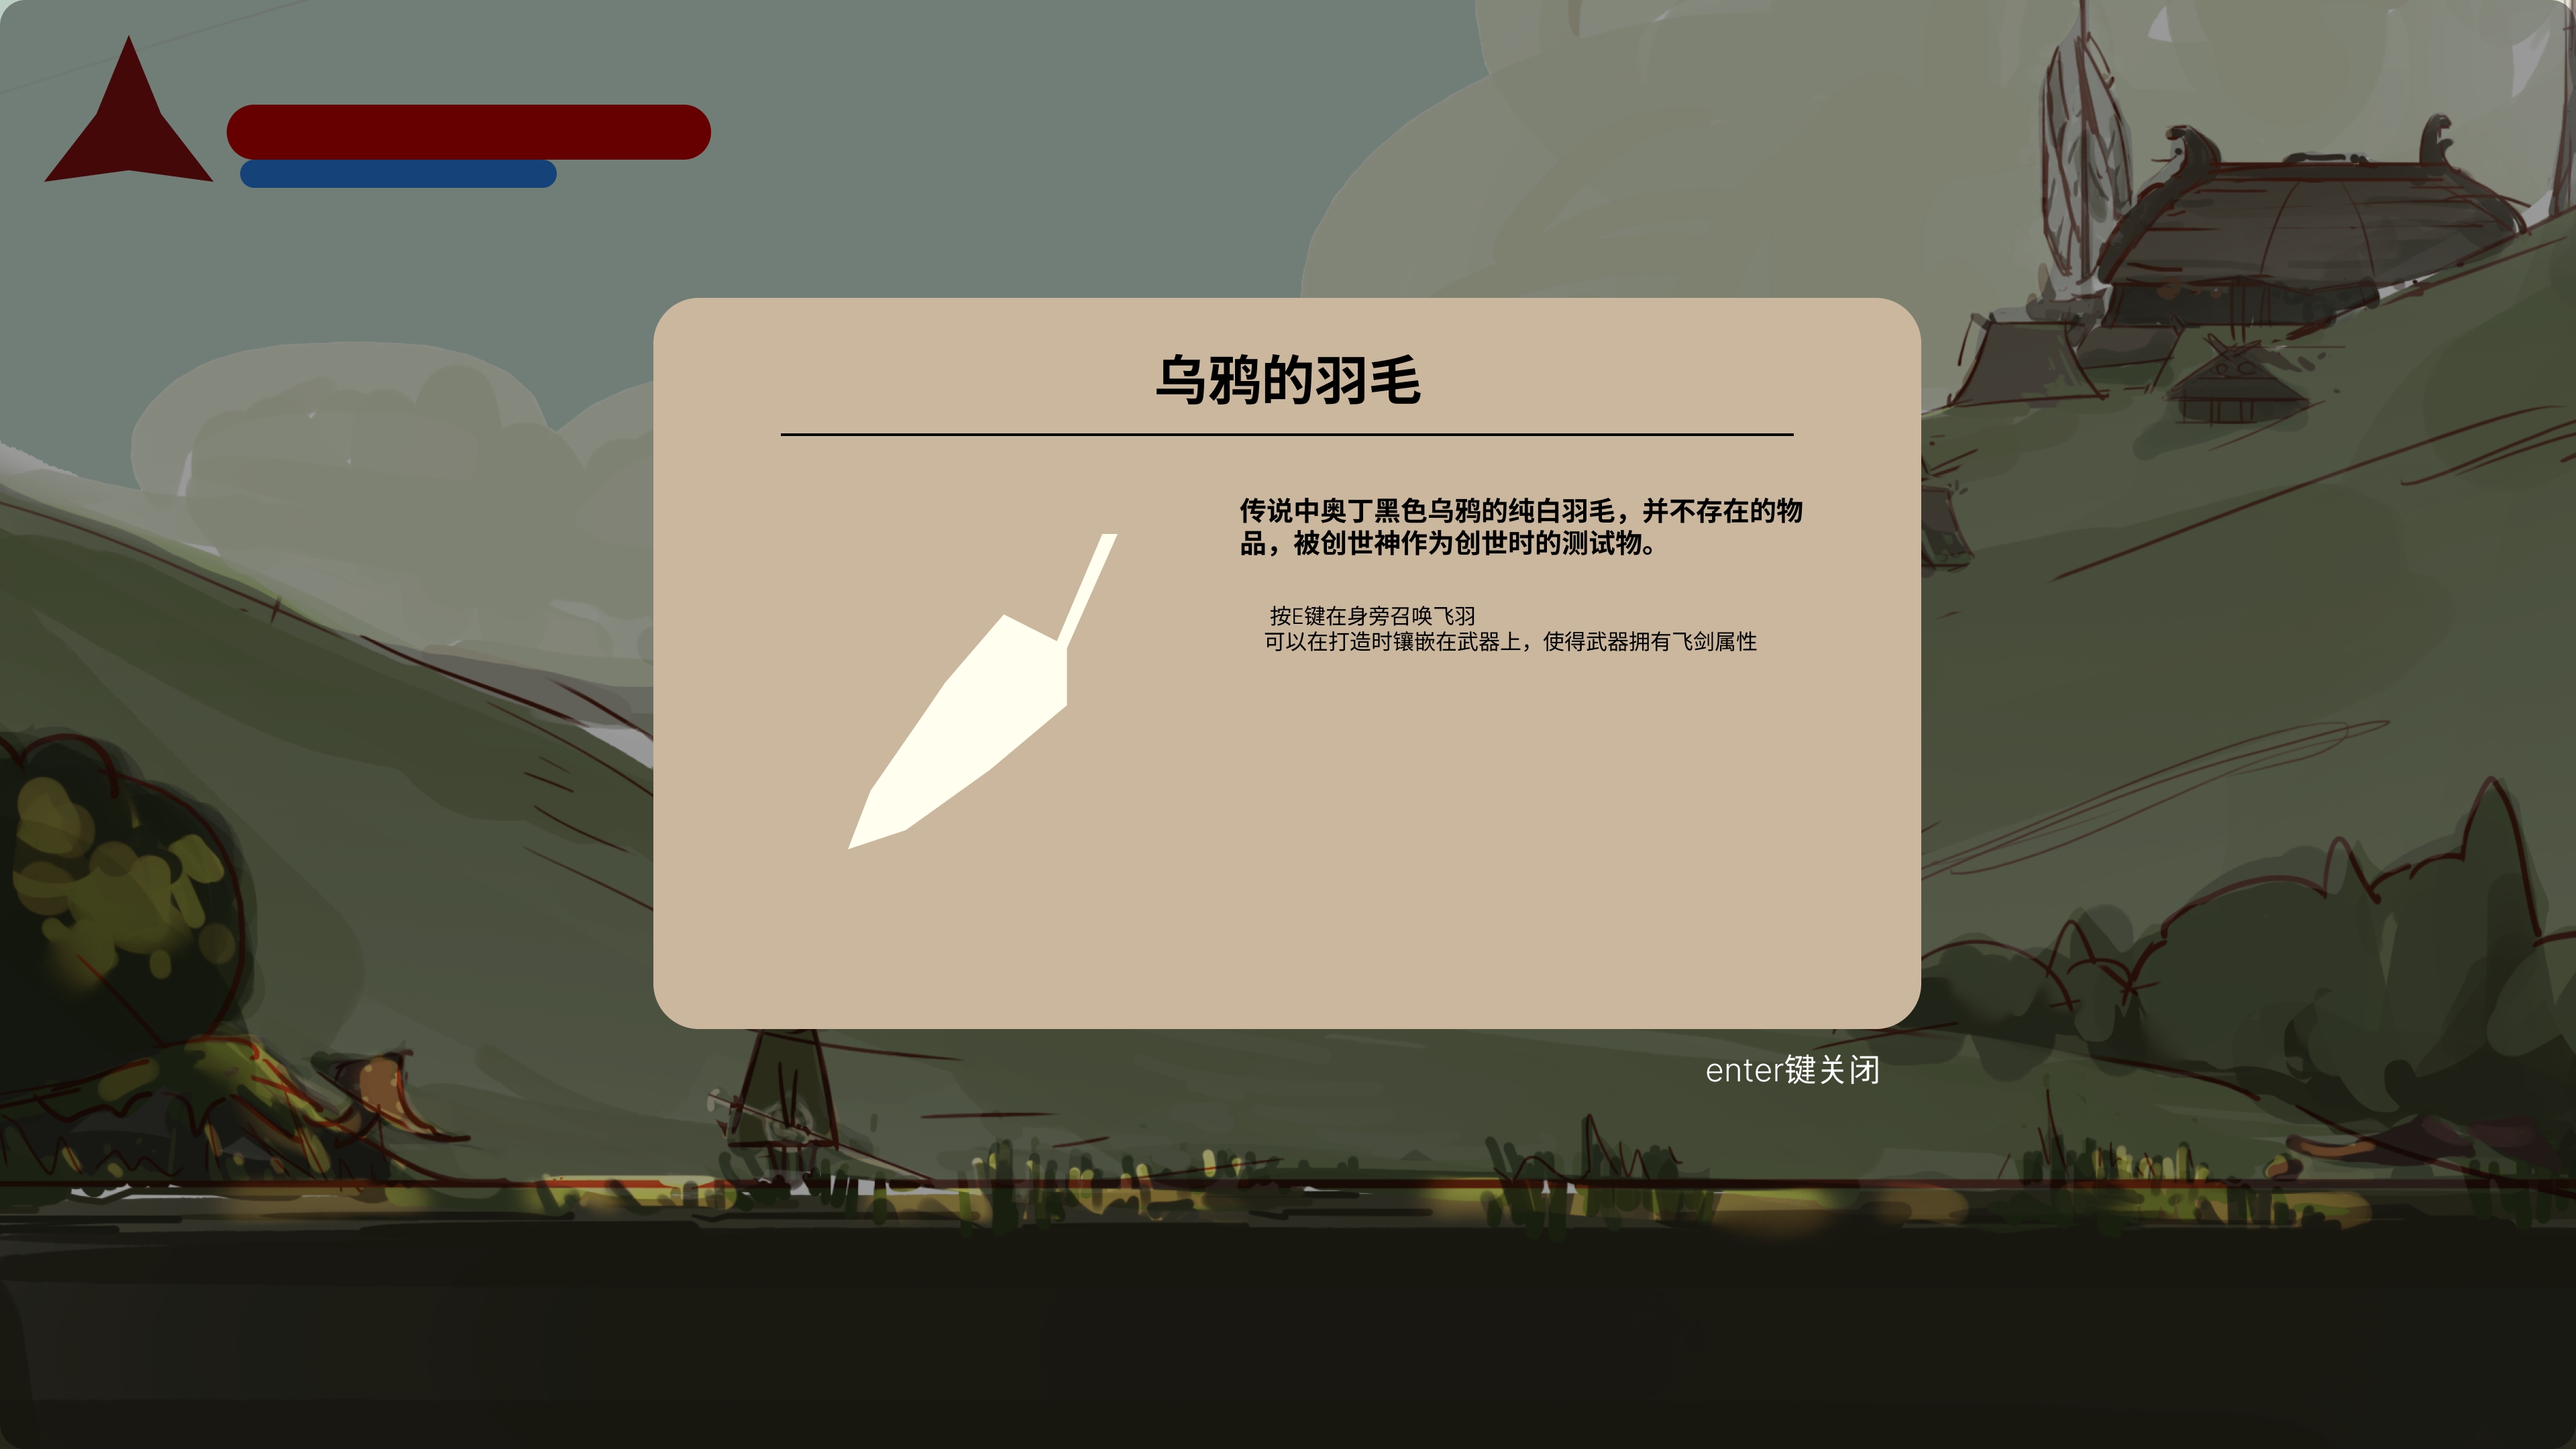 乌鸦的羽毛
传说中奥丁黑色乌鸦的纯白羽毛，并不存在的物
品，被创世神作为创世时的测试物。
按E键在身旁召唤飞羽
可以在打造时镶嵌在武器上，使得武器拥有飞剑属性
enter键关闭